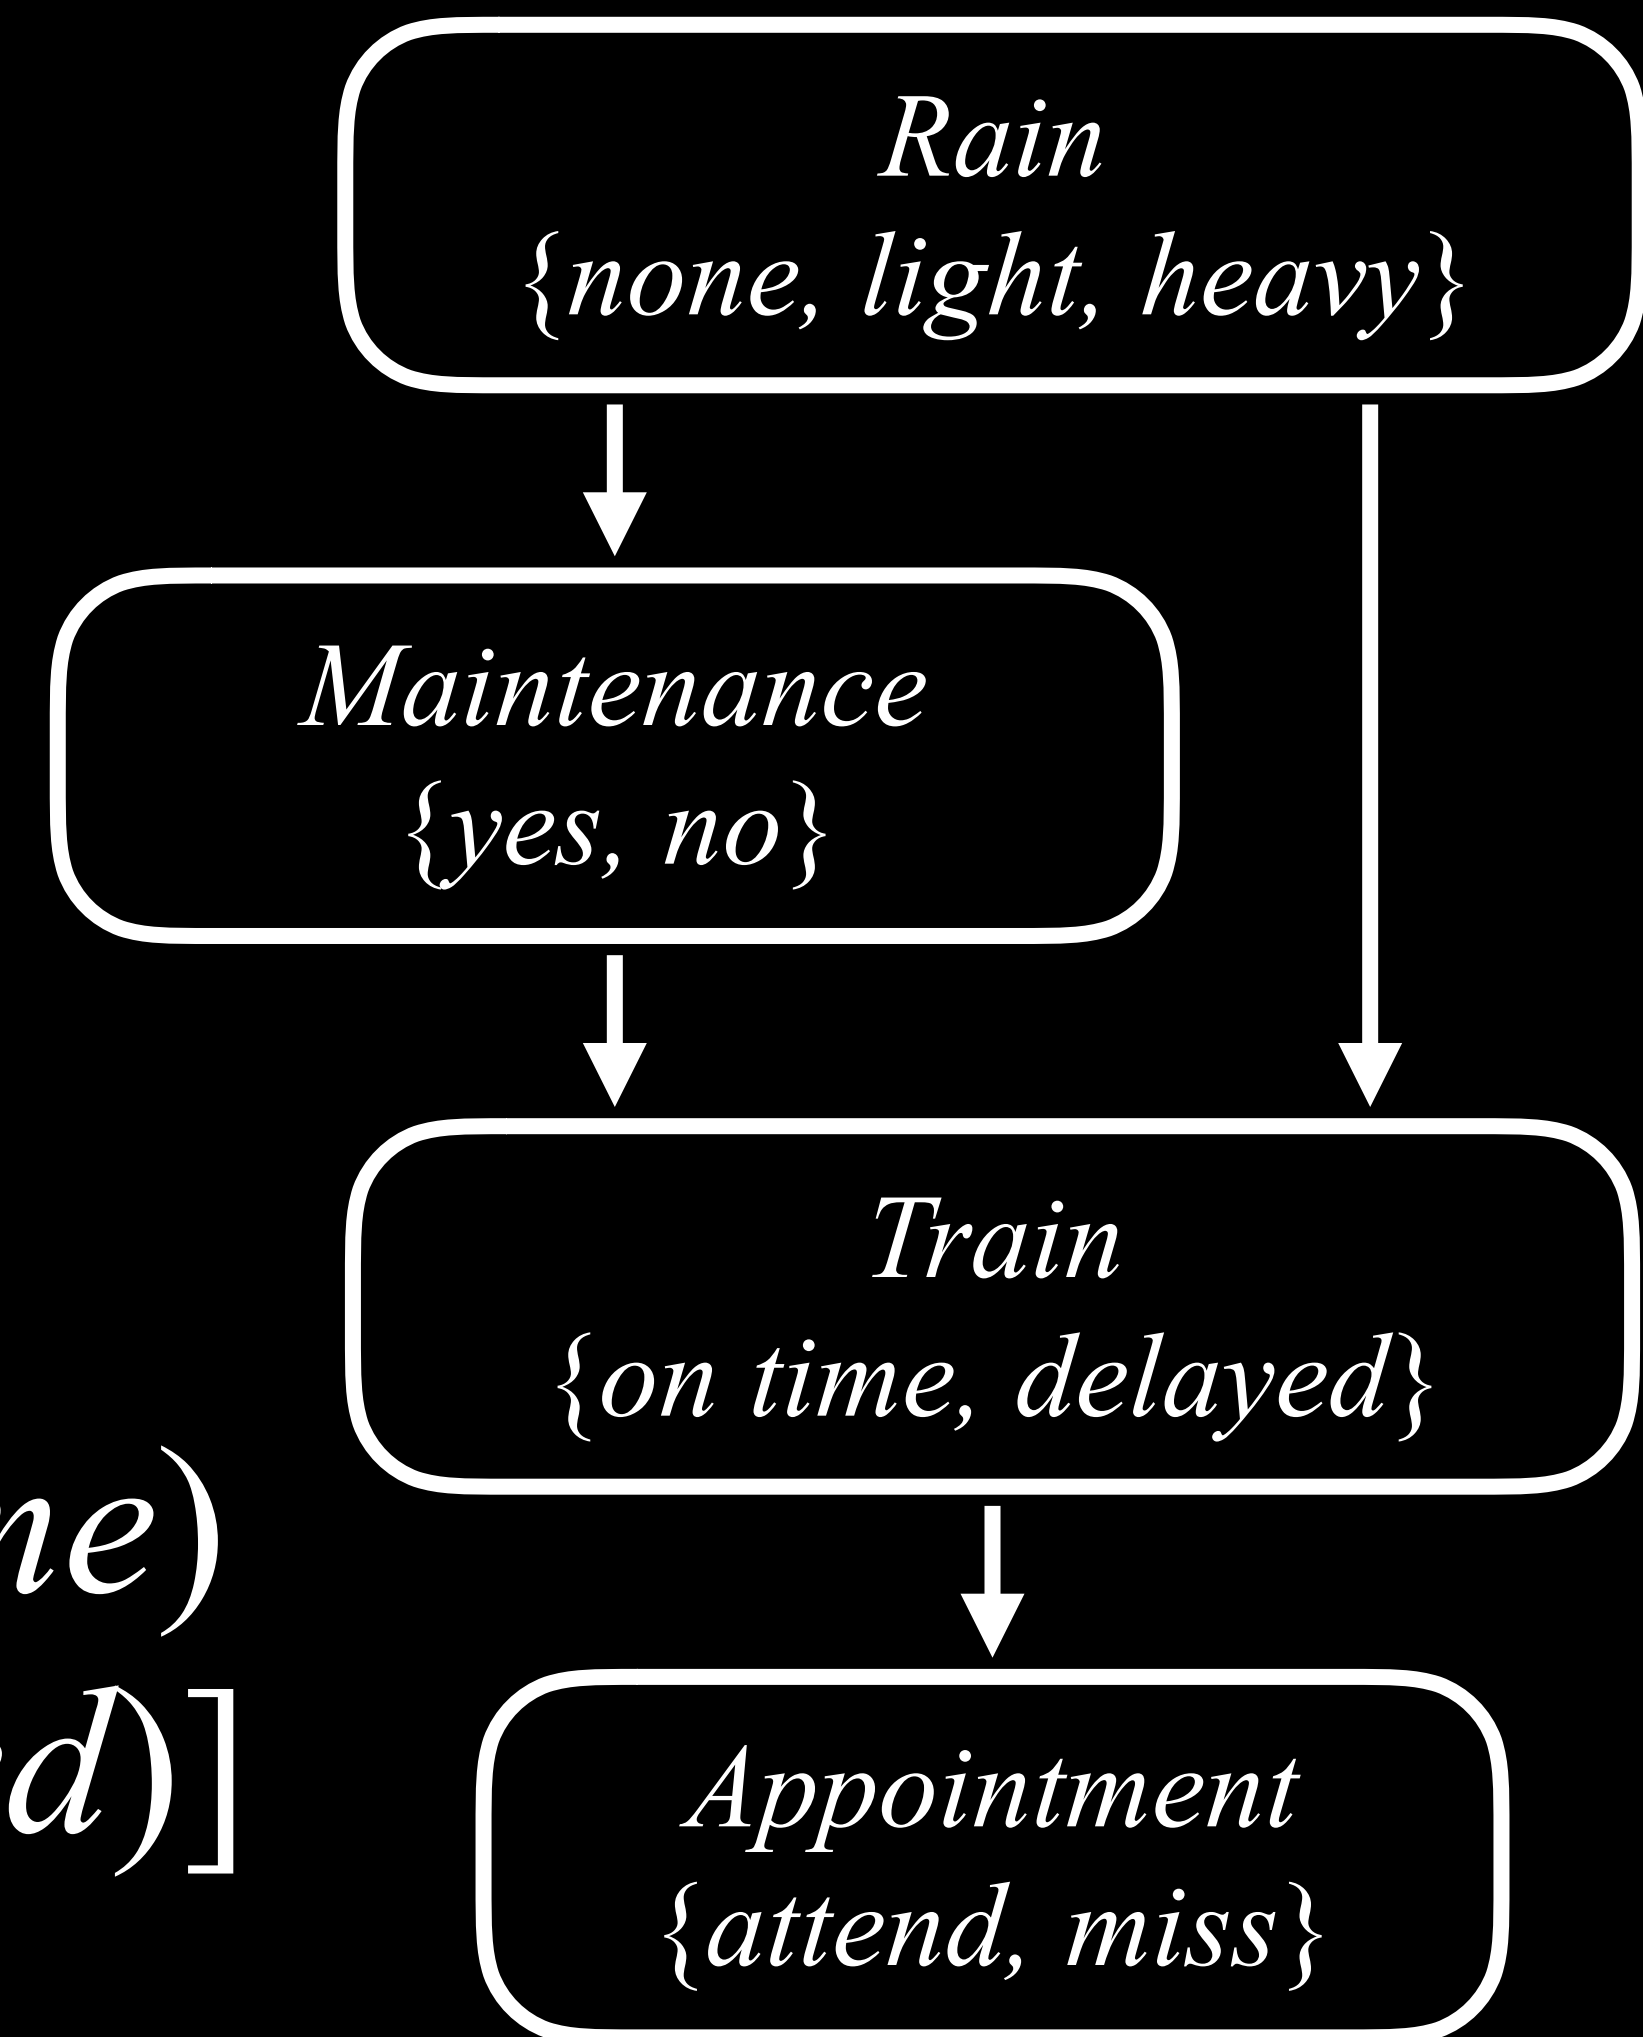 Rain
{none, light, heavy}
Maintenance
{yes, no}
Train
{on time, delayed}
Appointment
{attend, miss}